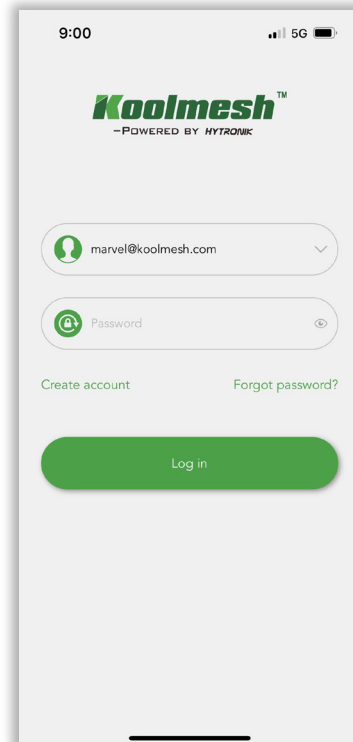 9:00 5G
Koolmesh™
–POWERED BY HYTRONIK
marvel@koolmesh.com
Password
Create account Forgot password?
Log in